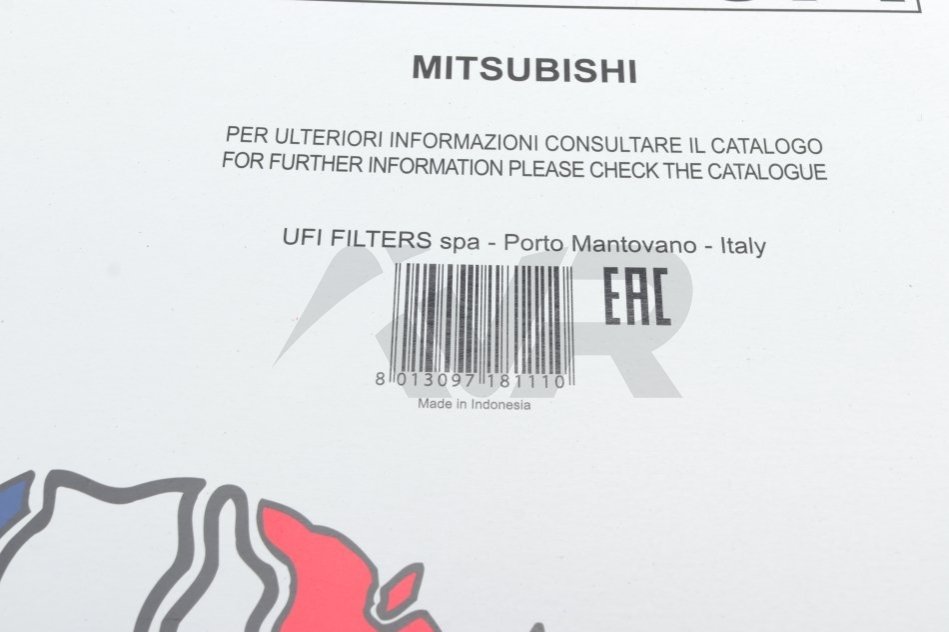 MITSUBISHI
PER ULTERIORI INFORMAZIONI CONSULTARE IL CATALOGO
FOR FURTHER INFORMATION PLEASE CHECK THE CATALOGUE
UFI FILTERS spa - Porto Mantovano - Italy
EAC
8 013097 181110
Made in Indonesia